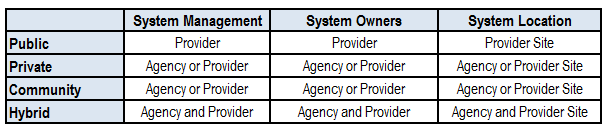 System Management System Owners System Location
Public Provider Provider Provider Site
Private Agency or Provider Agency or Provider Agency or Provider Site
Community Agency or Provider Agency or Provider Agency or Provider Site
Hybrid Agency and Provider Agency and Provider Agency and Provider Site